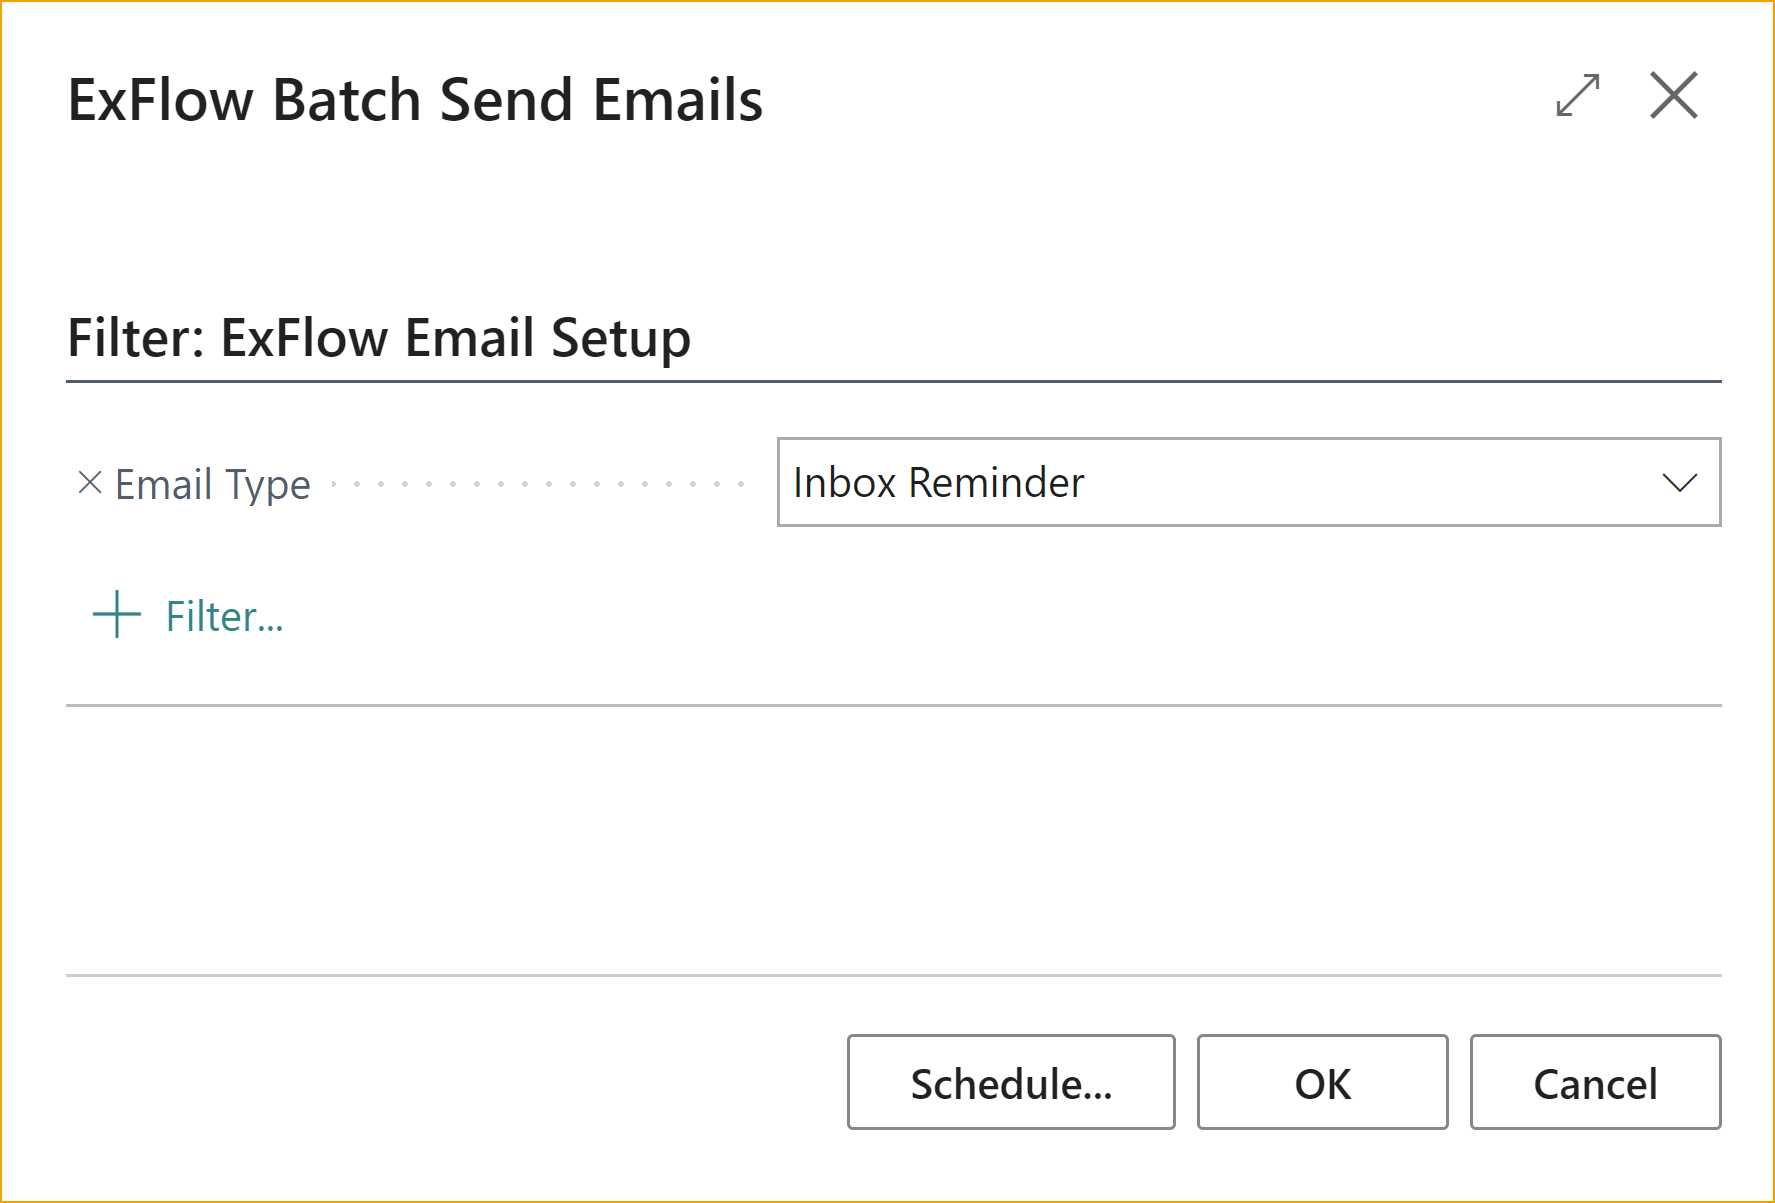 ExFlow Batch Send Emails
Filter: ExFlow Email Setup
Email Type
Inbox Reminder
Filter...
Schedule...
OK
Cancel